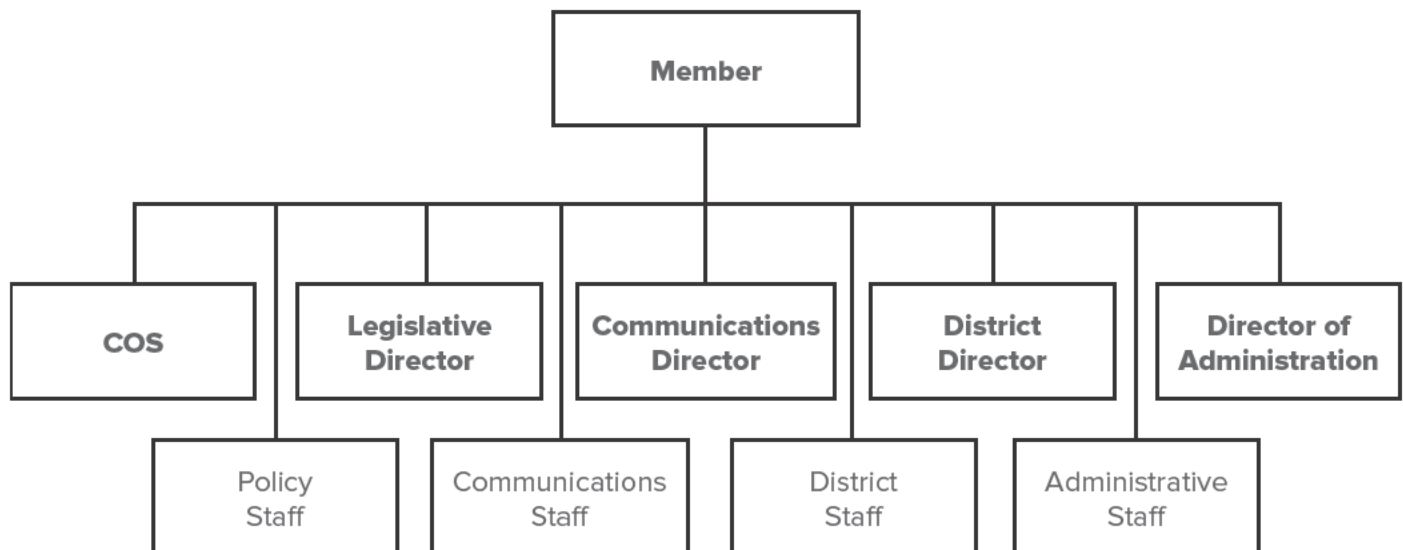 Member
COS
Legislative
Director
Communications
Director
District
Director
Director of
Administration
Policy
Staff
Communications
Staff
District
Staff
Administrative
Staff